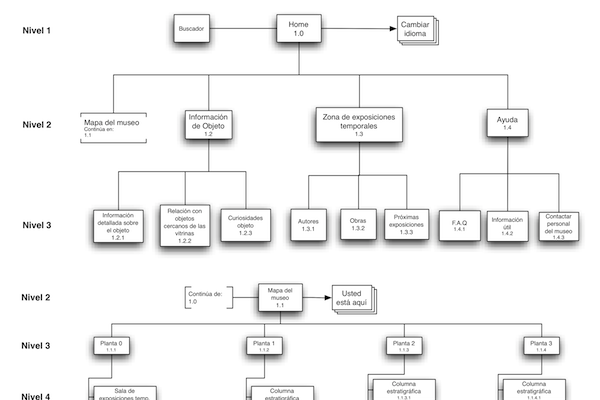 Nivel 1
Buscador
Home
1.0
Cambiar
idioma
Nivel 2
Mapa del museo
Continúa en:
1.1
Información
de Objeto
1.2
Zona de exposiciones
temporales
1.3
Ayuda
1.4
Nivel 3
Información
detallada sobre
el objeto
1.2.1
Relación con
objetos
cercanos de las
vitrinas
1.2.2
Curiosidades
objeto
1.2.3
Autores
1.3.1
Obras
1.3.2
Próximas
exposiciones
1.3.3
F.A.Q
1.4.1
Información
útil
1.4.2
Contactar
personal
del museo
1.4.3
Nivel 2
Continúa de:
1.0
Mapa del
museo
1.1
Usted
está aquí
Nivel 3
Planta 0
1.1.1
Planta 1
1.1.2
Planta 2
1.1.3
Planta 3
1.1.4
Nivel 4
Sala de
exposiciones temp.
Columna
estratigráfica
Columna
estratigráfica
1.1.3.1
Columna
estratigráfica
1.1.4.1